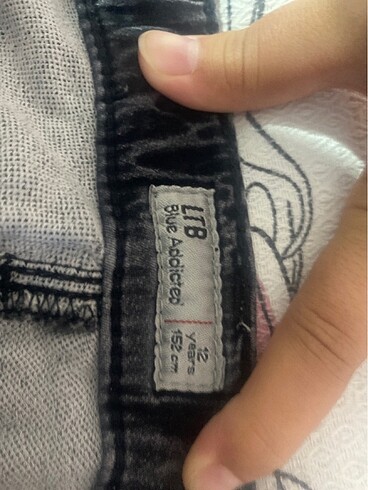 LTB
Blue Addicted
12
years
152 cm